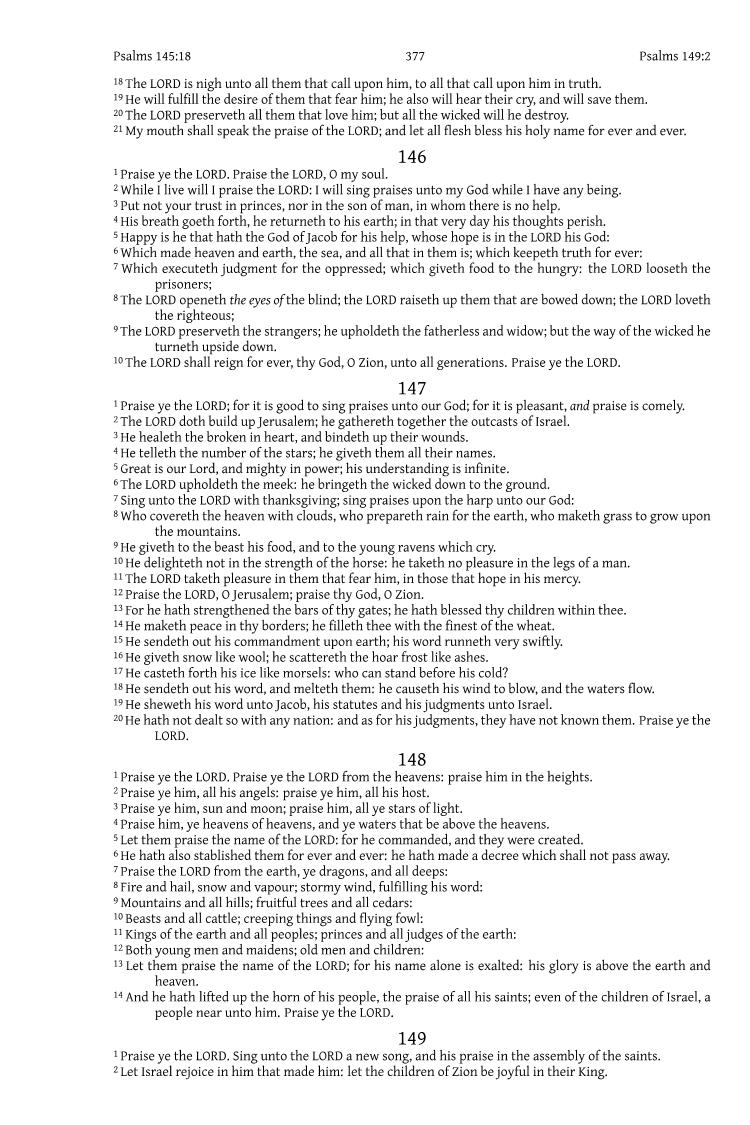 Psalms 145:18 377 Psalms 149:2
18 The LORD is nigh unto all them that call upon him, to all that call upon him in truth.
19 He will fulfill the desire of them that fear him; he also will hear their cry, and will save them.
20 The LORD preserveth all them that love him; but all the wicked will he destroy.
21 My mouth shall speak the praise of the LORD; and let all flesh bless his holy name for ever and ever.
146
1 Praise ye the LORD. Praise the LORD, O my soul.
2 While I live will I praise the LORD: I will sing praises unto my God while I have any being.
3 Put not your trust in princes, nor in the son of man, in whom there is no help.
4 His breath goeth forth, he returneth to his earth; in that very day his thoughts perish.
5 Happy is he that hath the God of Jacob for his help, whose hope is in the LORD his God:
6 Which made heaven and earth, the sea, and all that in them is; which keepeth truth for ever:
7 Which executeth judgment for the oppressed; which giveth food to the hungry: the LORD looseth the
prisoners;
8 The LORD openeth the eyes of the blind; the LORD raiseth up them that are bowed down; the LORD loveth
the righteous;
9 The LORD preserveth the strangers; he upholdeth the fatherless and widow; but the way of the wicked he
turneth upside down.
10 The LORD shall reign for ever, thy God, O Zion, unto all generations. Praise ye the LORD.
147
1 Praise ye the LORD; for it is good to sing praises unto our God; for it is pleasant, and praise is comely.
2 The LORD doth build up Jerusalem; he gathereth together the outcasts of Israel.
3 He healeth the broken in heart, and bindeth up their wounds.
4 He telleth the number of the stars; he giveth them all their names.
5 Great is our Lord, and mighty in power; his understanding is infinite.
6 The LORD upholdeth the meek: he bringeth the wicked down to the ground.
7 Sing unto the LORD with thanksgiving; sing praises upon the harp unto our God:
8 Who covereth the heaven with clouds, who prepareth rain for the earth, who maketh grass to grow upon
the mountains.
9 He giveth to the beast his food, and to the young ravens which cry.
10 He delighteth not in the strength of the horse: he taketh no pleasure in the legs of a man.
11 The LORD taketh pleasure in them that fear him, in those that hope in his mercy.
12 Praise the LORD, O Jerusalem; praise thy God, O Zion.
13 For he hath strengthened the bars of thy gates; he hath blessed thy children within thee.
14 He maketh peace in thy borders; he filleth thee with the finest of the wheat.
15 He sendeth out his commandment upon earth; his word runneth very swiftly.
16 He giveth snow like wool; he scattereth the hoar frost like ashes.
17 He casteth forth his ice like morsels: who can stand before his cold?
18 He sendeth out his word, and melteth them: he causeth his wind to blow, and the waters flow.
19 He sheweth his word unto Jacob, his statutes and his judgments unto Israel.
20 He hath not dealt so with any nation: and as for his judgments, they have not known them. Praise ye the
LORD.
148
1 Praise ye the LORD. Praise ye the LORD from the heavens: praise him in the heights.
2 Praise ye him, all his angels: praise ye him, all his host.
3 Praise ye him, sun and moon; praise him, all ye stars of light.
4 Praise him, ye heavens of heavens, and ye waters that be above the heavens.
5 Let them praise the name of the LORD: for he commanded, and they were created.
6 He hath also stablished them for ever and ever: he hath made a decree which shall not pass away.
7 Praise the LORD from the earth, ye dragons, and all deeps:
8 Fire and hail, snow and vapour; stormy wind, fulfilling his word:
9 Mountains and all hills; fruitful trees and all cedars:
10 Beasts and all cattle; creeping things and flying fowl:
11 Kings of the earth and all peoples; princes and all judges of the earth:
12 Both young men and maidens; old men and children:
13 Let them praise the name of the LORD; for his name alone is exalted: his glory is above the earth and
heaven.
14 And he hath lifted up the horn of his people, the praise of all his saints; even of the children of Israel, a
people near unto him. Praise ye the LORD.
149
1 Praise ye the LORD. Sing unto the LORD a new song, and his praise in the assembly of the saints.
2 Let Israel rejoice in him that made him: let the children of Zion be joyful in their King.